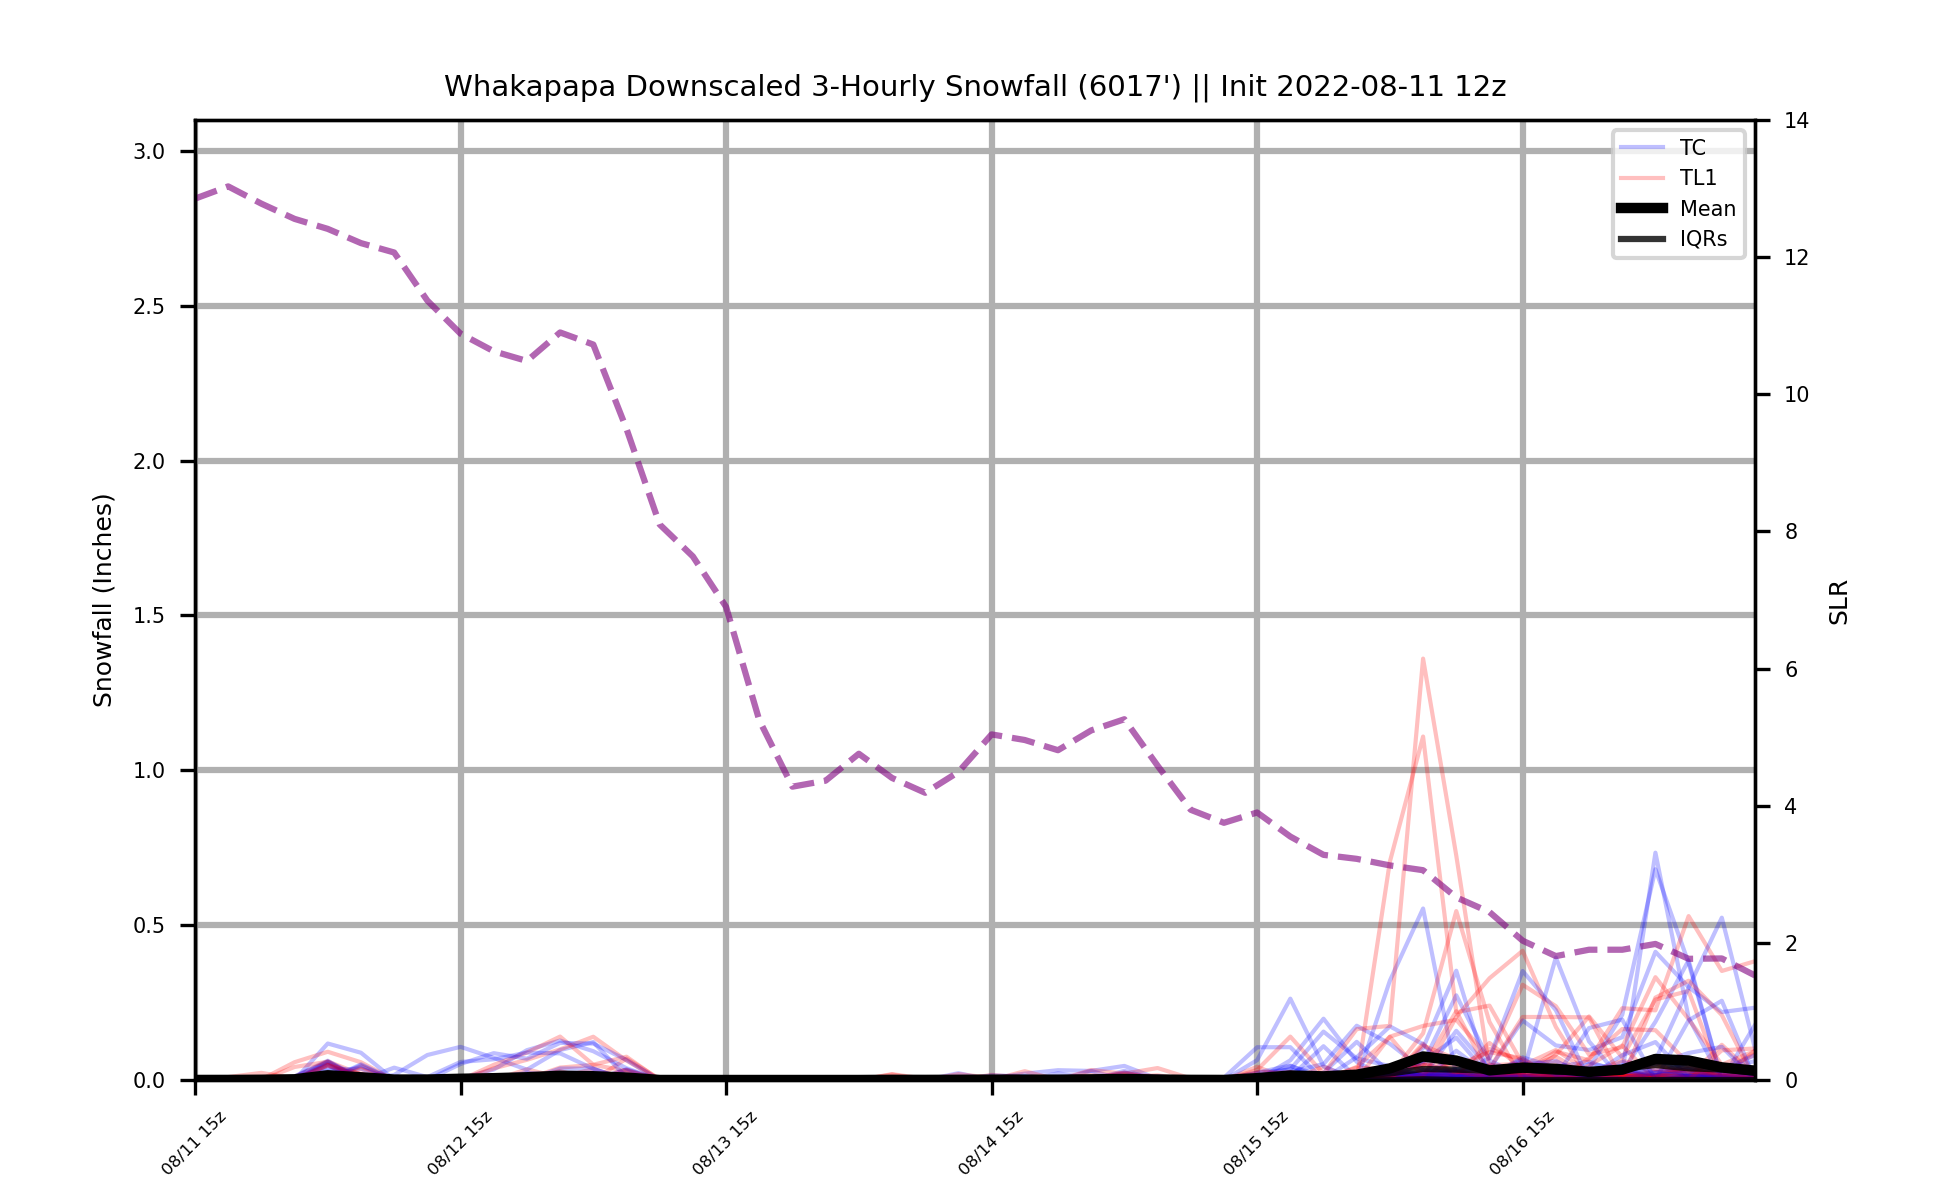 Whakapapa Downscaled 3-Hourly Snowfall (6017') || Init 2022-08-11 12z
TC
TL1
Mean
IQRs
Snowfall (Inches)
3.0
2.5
2.0
1.5
1.0
0.5
0.0
14
12
10
8
6
4
2
0
SLR
08/11 15z
08/12 15z
08/13 15z
08/14 15z
08/15 15z
08/16 15z